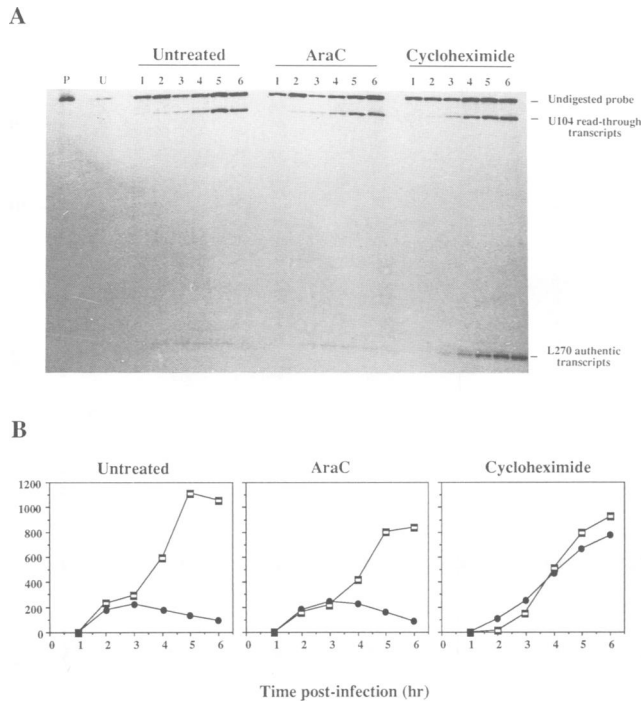 A
Untreated AraC Cycloheximide
P U 1 2 3 4 5 6 1 2 3 4 5 6 1 2 3 4 5 6
Undigested probe
U104 read-through
transcripts
L270 authentic
transcripts
B
Untreated AraC Cycloheximide
1200
1000
800
600
400
200
0
0 1 2 3 4 5 6 0 1 2 3 4 5 6 0 1 2 3 4 5 6
Time post-infection (hr)